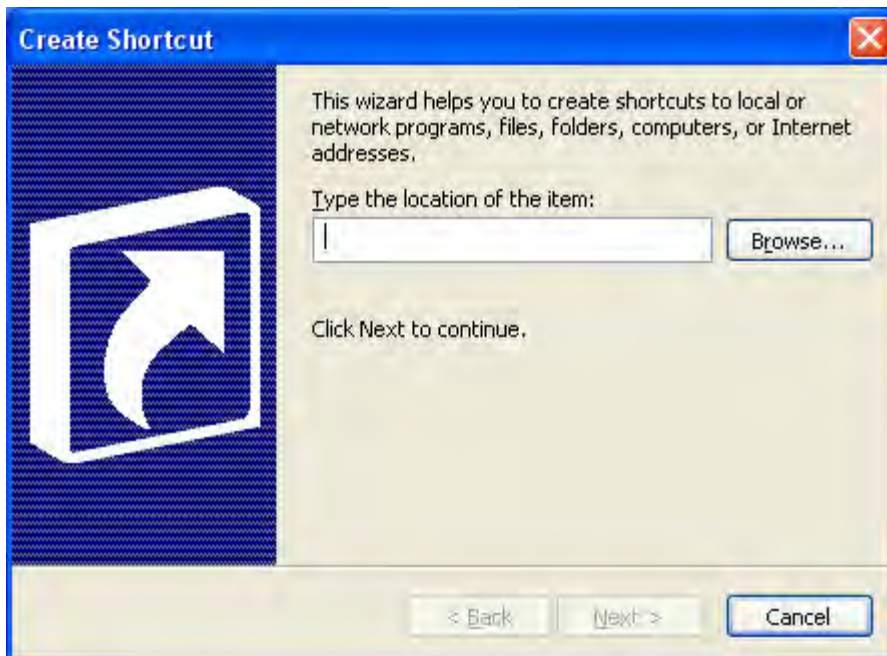 Create Shortcut
This wizard helps you to create shortcuts to local or
network programs, files, folders, computers, or Internet
addresses.
Type the location of the item:
Browse...
Click Next to continue.
< Back
Next >
Cancel